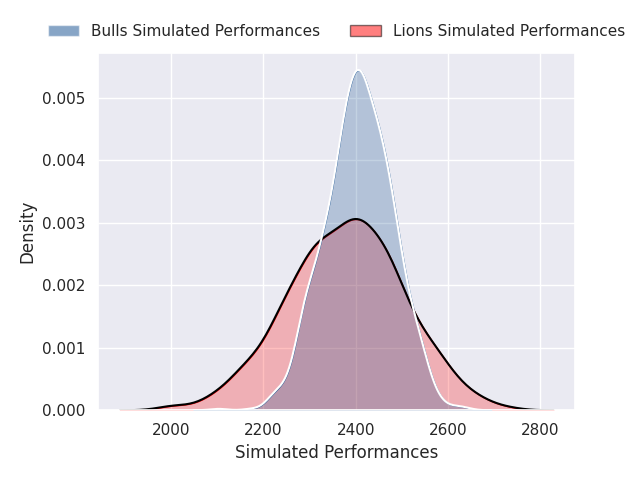 Bulls Simulated Performances Lions Simulated Performances
0.005
0.004
0.003
0.002
0.001
0.000
Density
2000 2200 2400 2600 2800
Simulated Performances